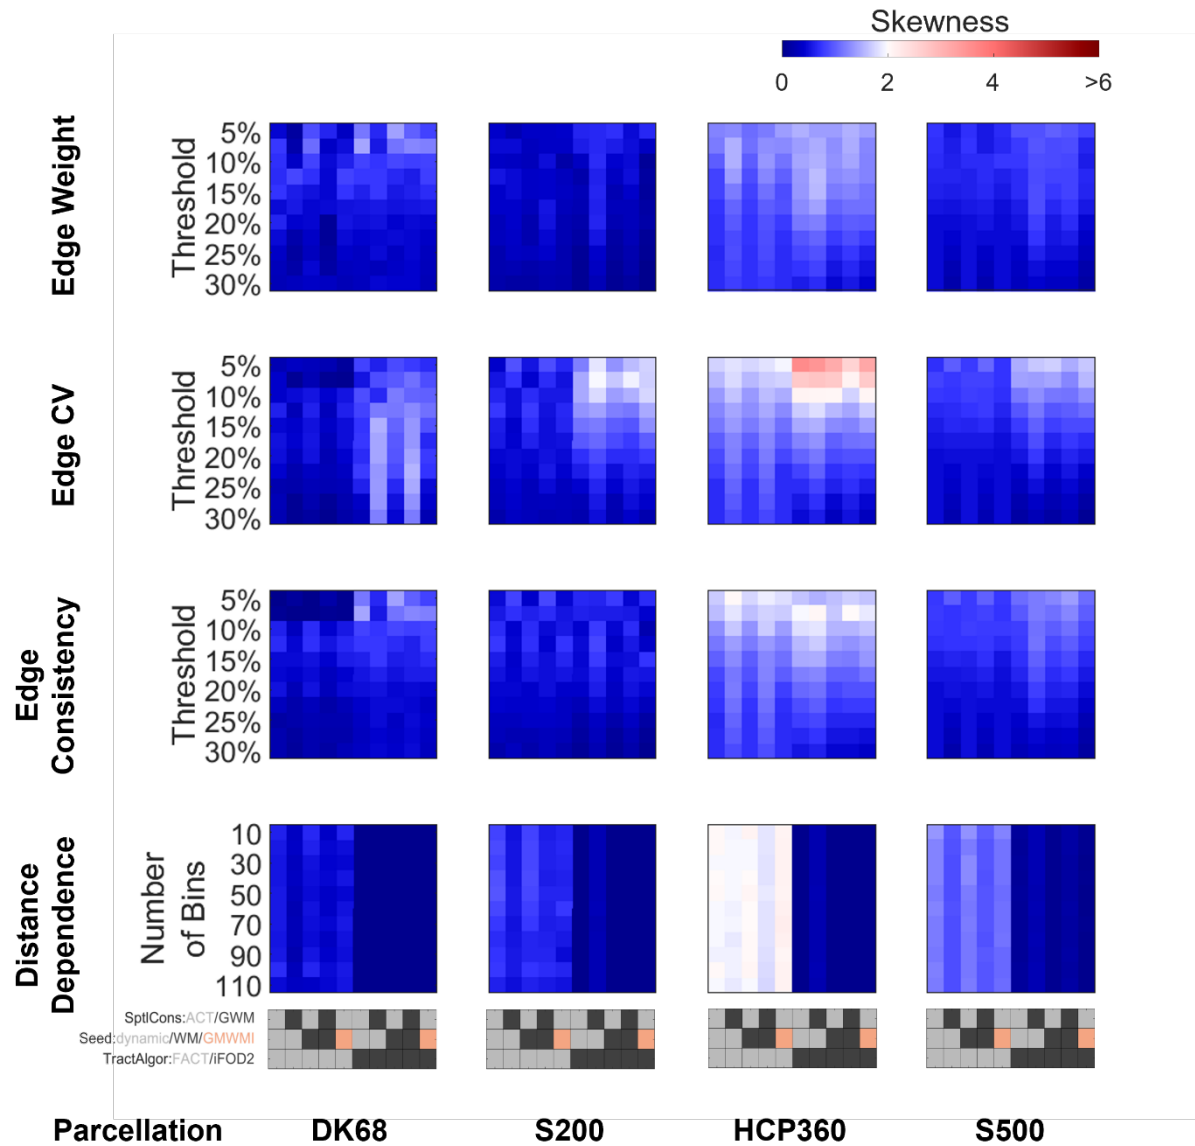 Skewness
0 2 4 >6
Edge Weight
Threshold
5%
10%
15%
20%
25%
30%
Edge CV
Threshold
5%
10%
15%
20%
25%
30%
Edge
Consistency
Threshold
5%
10%
15%
20%
25%
30%
Distance
Dependence
Number
of Bins
10
30
50
70
90
110
SptlCons:ACT/GWM
Seed:dynamic/WM/GMWMI
TractAlgor:FACT/iFOD2
Parcellation DK68 S200 HCP360 S500